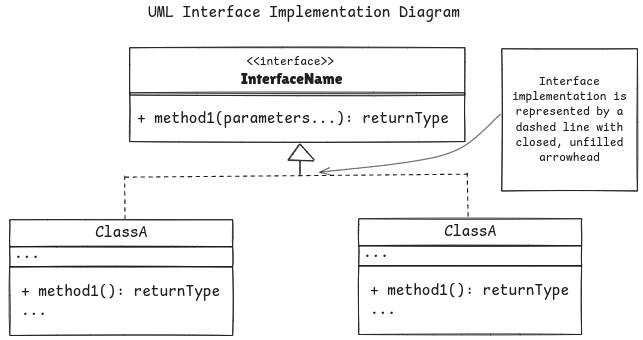 UML Interface Implementation Diagram
<<interface>>
InterfaceName
+ method1(parameters...): returnType
Interface
implementation is
represented by a
dashed line with
closed, unfilled
arrowhead
ClassA
...
+ method1(): returnType
...
ClassA
...
+ method1(): returnType
...